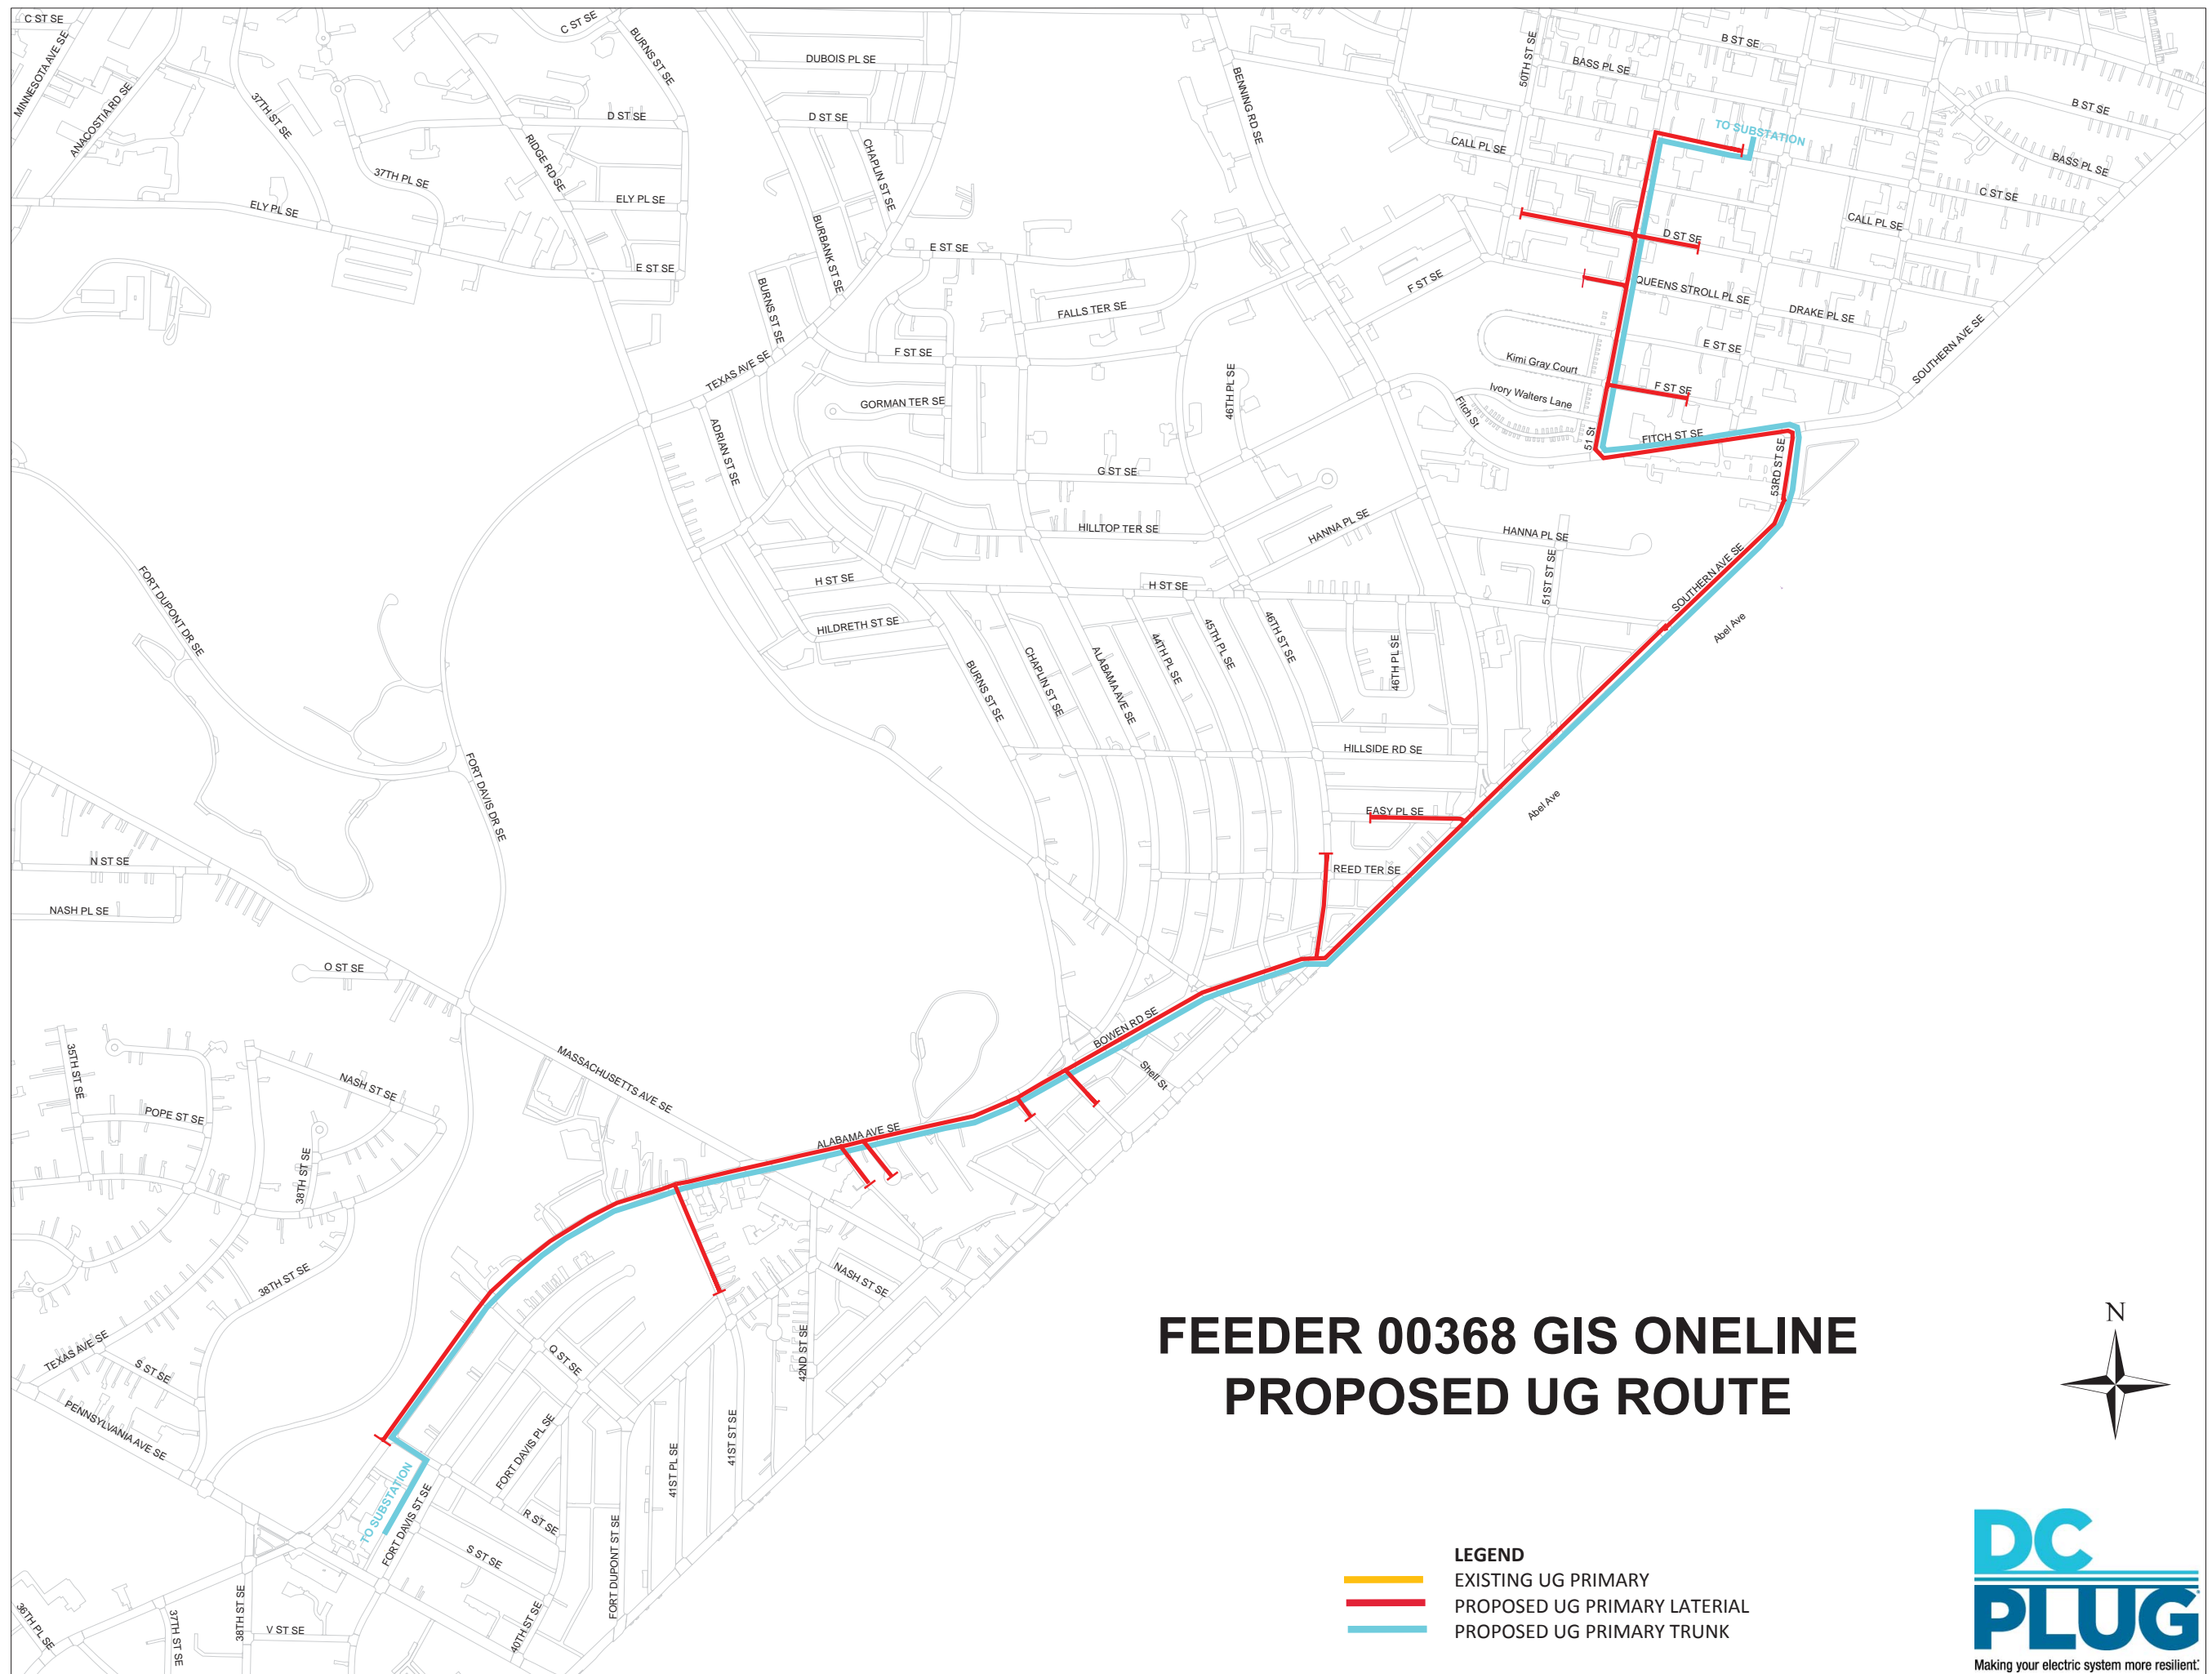 C ST SE
MINNESOTA AVE SE
ANACOSTIA RD SE
37TH ST SE
C ST SE
BURNS ST SE
D ST SE
RIDGE RD SE
37TH PL SE
ELY PL SE
ELY PL SE
E ST SE
DUBOIS PL SE
D ST SE
CHAPLIN ST SE
BURBANK ST SE
E ST SE
BURNS ST SE
FALLS TER SE
F ST SE
TEXAS AVE SE
GORMAN TER SE
ADRIAN ST SE
BENNING RD SE
46TH PL SE
G ST SE
HILLTOP TER SE
HANNA PL SE
50TH ST SE
BASS PL SE
B ST SE
B ST SE
TO SUBSTATION
CALL PL SE
BASS PL SE
C ST SE
CALL PL SE
D ST SE
F ST SE
QUEENS STROLL PL SE
DRAKE PL SE
E ST SE
SOUTHERN AVE SE
Kimi Gray Court
Ivory Walters Lane
F ST SE
Fitch St
51 St
FITCH ST SE
53RD ST SE
HANNA PL SE
51ST ST SE
SOUTHERN AVE SE
Abel Ave
H ST SE
H ST SE
HILDRETH ST SE
FORT DUPONT DR SE
BURNS ST SE
CHAPLIN ST SE
ALABAMA AVE SE
44TH PL SE
45TH PL SE
46TH ST SE
46TH PL SE
HILLSIDE RD SE
FORT DAVIS DR SE
EASY PL SE
Abel Ave
REED TER SE
N ST SE
NASH PL SE
O ST SE
BOWEN RD SE
Shell St
MASSACHUSETTS AVE SE
35TH ST SE
NASH ST SE
POPE ST SE
38TH ST SE
ALABAMA AVE SE
38TH ST SE
NASH ST SE
TEXAS AVE SE
S ST SE
Q ST SE
42ND ST SE
PENNSYLVANIA AVE SE
FORT DAVIS PL SE
41ST PL SE
41ST ST SE
TO SUBSTATION
FORT DAVIS ST SE
R ST SE
S ST SE
FORT DUPONT ST SE
40TH ST SE
36TH PL SE
37TH ST SE
38TH ST SE
V ST SE
FEEDER 00368 GIS ONELINE
PROPOSED UG ROUTE
N
LEGEND
EXISTING UG PRIMARY
PROPOSED UG PRIMARY LATERIAL
PROPOSED UG PRIMARY TRUNK
DC
PLUG
Making your electric system more resilient.